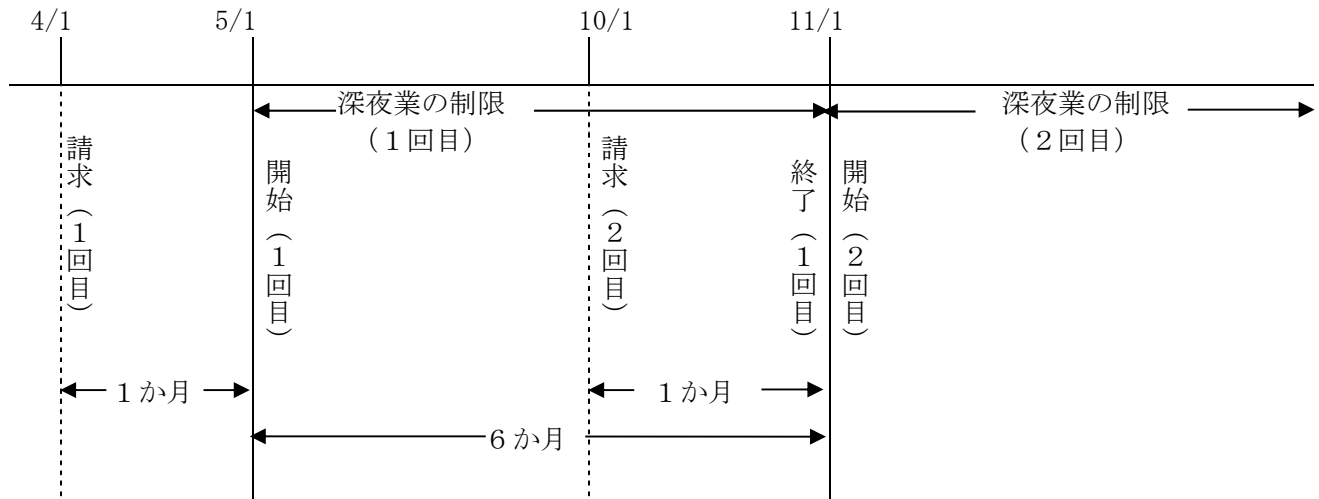 4/1
5/1
10/1
11/1
深夜業の制限
（１回目）
深夜業の制限
（２回目）
請求（１回目）
開始（１回目）
請求（２回目）
終了（１回目）
開始（２回目）
１か月
１か月
６か月